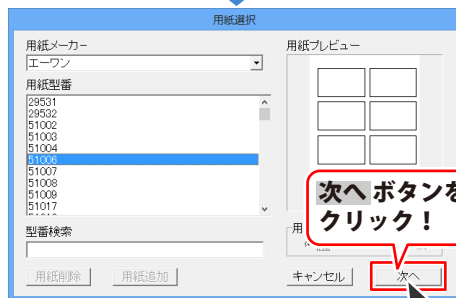 用紙選択
用紙メーカー
エーワン
用紙型番
29531
29532
51002
51003
51004
51006
51007
51008
51009
51017
型番検索
用紙削除
用紙追加
用紙プレビュー
次へ ボタンを
クリック！
用
キャンセル
次へ